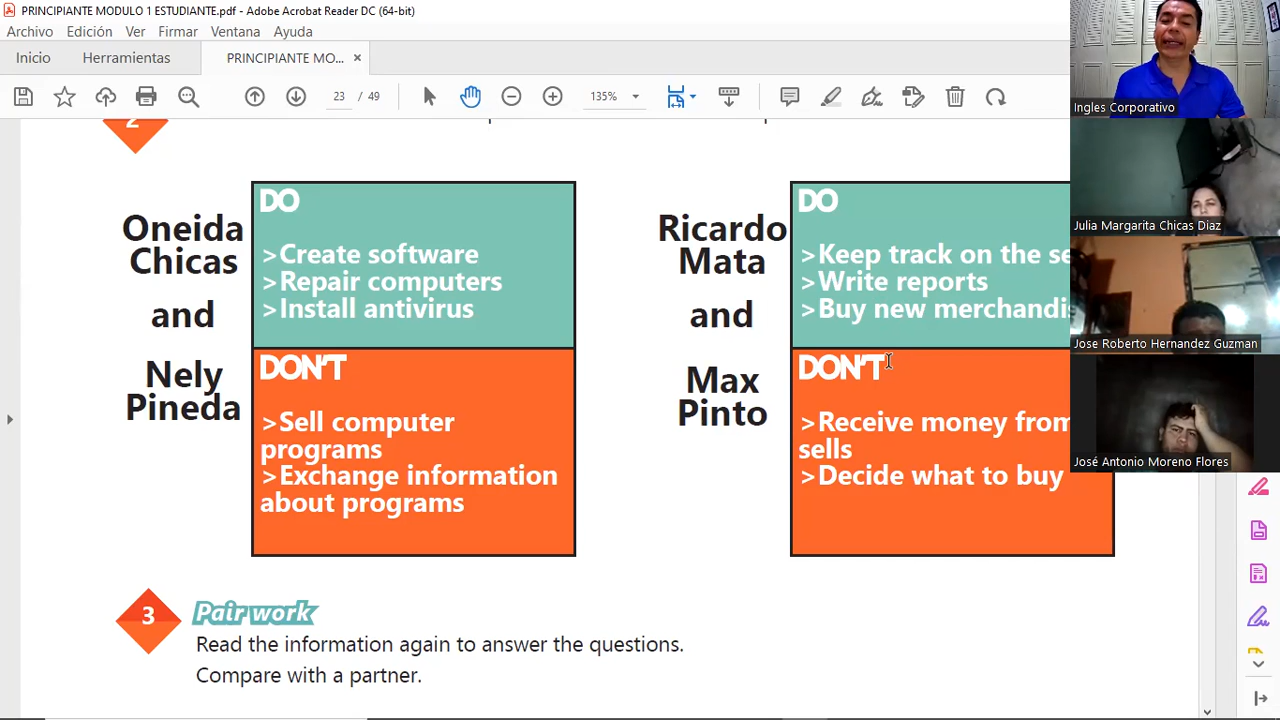 PRINCIPIANTE MODULO 1 ESTUDIANTE.pdf - Adobe Acrobat Reader DC (64-bit)
Archivo Edición Ver Firmar Ventana Ayuda
Inicio Herramientas PRINCIPIANTE MO... ×
23 / 49 135%
2
Oneida
Chicas
and
Nely
Pineda
DO
>Create software
>Repair computers
>Install antivirus
DON'T
>Sell computer
programs
>Exchange information
about programs
Ricardo
Mata
and
Max
Pinto
DO
>Keep track on the se
>Write reports
>Buy new merchandis
DON'T
>Receive money from
sells
>Decide what to buy
3 Pair work
Read the information again to answer the questions.
Compare with a partner.
Ingles Corporativo
Julia Margarita Chicas Diaz
Jose Roberto Hernandez Guzman
José Antonio Moreno Flores